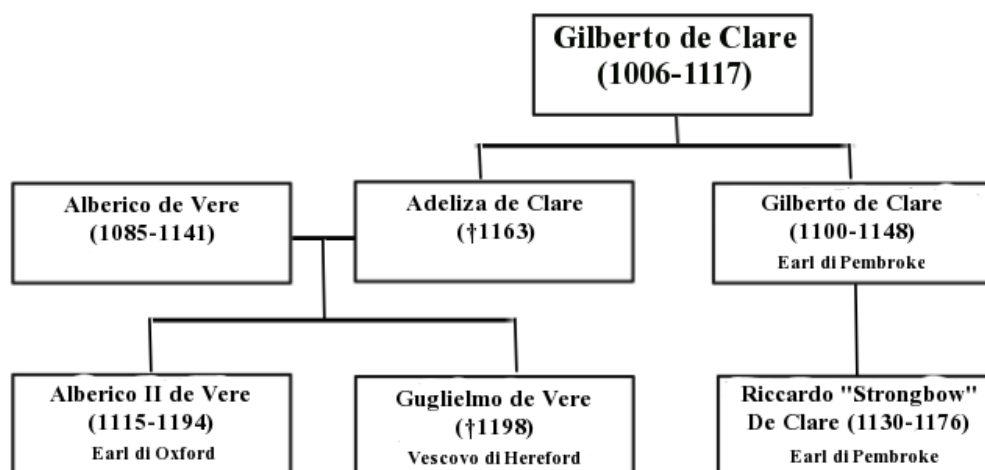 Gilberto de Clare
(1006-1117)
Alberico de Vere
(1085-1141)
Adeliza de Clare
(†1163)
Gilberto de Clare
(1100-1148)
Earl di Pembroke
Alberico II de Vere
(1115-1194)
Earl di Oxford
Guglielmo de Vere
(†1198)
Vescovo di Hereford
Riccardo "Strongbow"
De Clare (1130-1176)
Earl di Pembroke